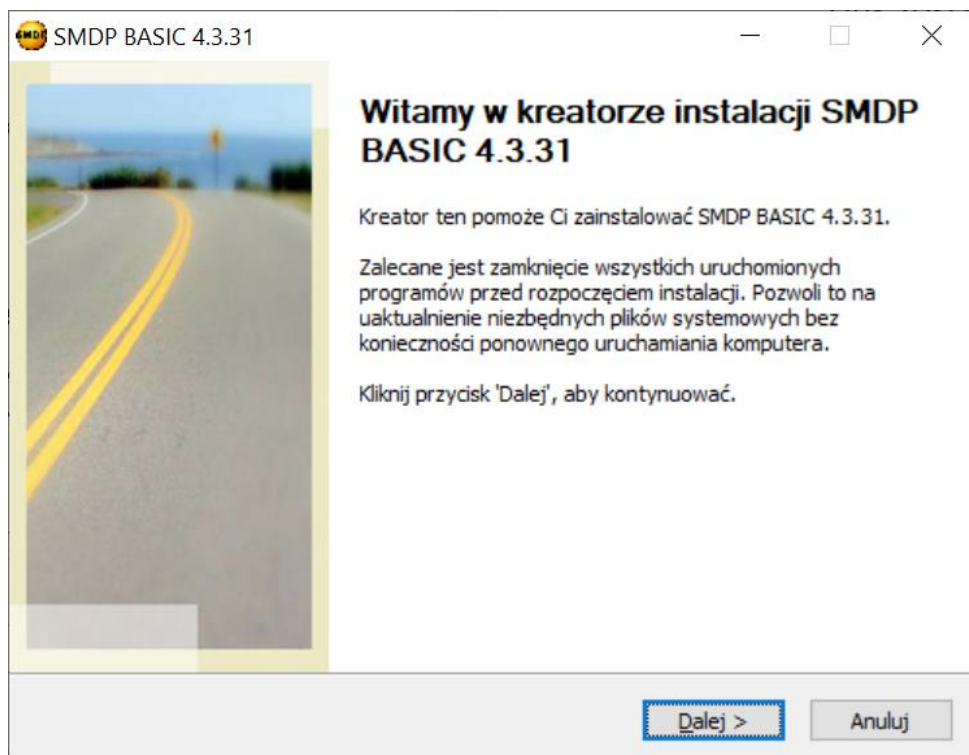 SMDP BASIC 4.3.31
Witamy w kreatorze instalacji SMDP
BASIC 4.3.31
Kreator ten pomoże Ci zainstalować SMDP BASIC 4.3.31.
Zalecane jest zamknięcie wszystkich uruchomionych
programów przed rozpoczęciem instalacji. Pozwoli to na
uaktualnienie niezbędnych plików systemowych bez
konieczności ponownego uruchamiania komputera.
Kliknij przycisk 'Dalej', aby kontynuować.
Dalej >
Anuluj